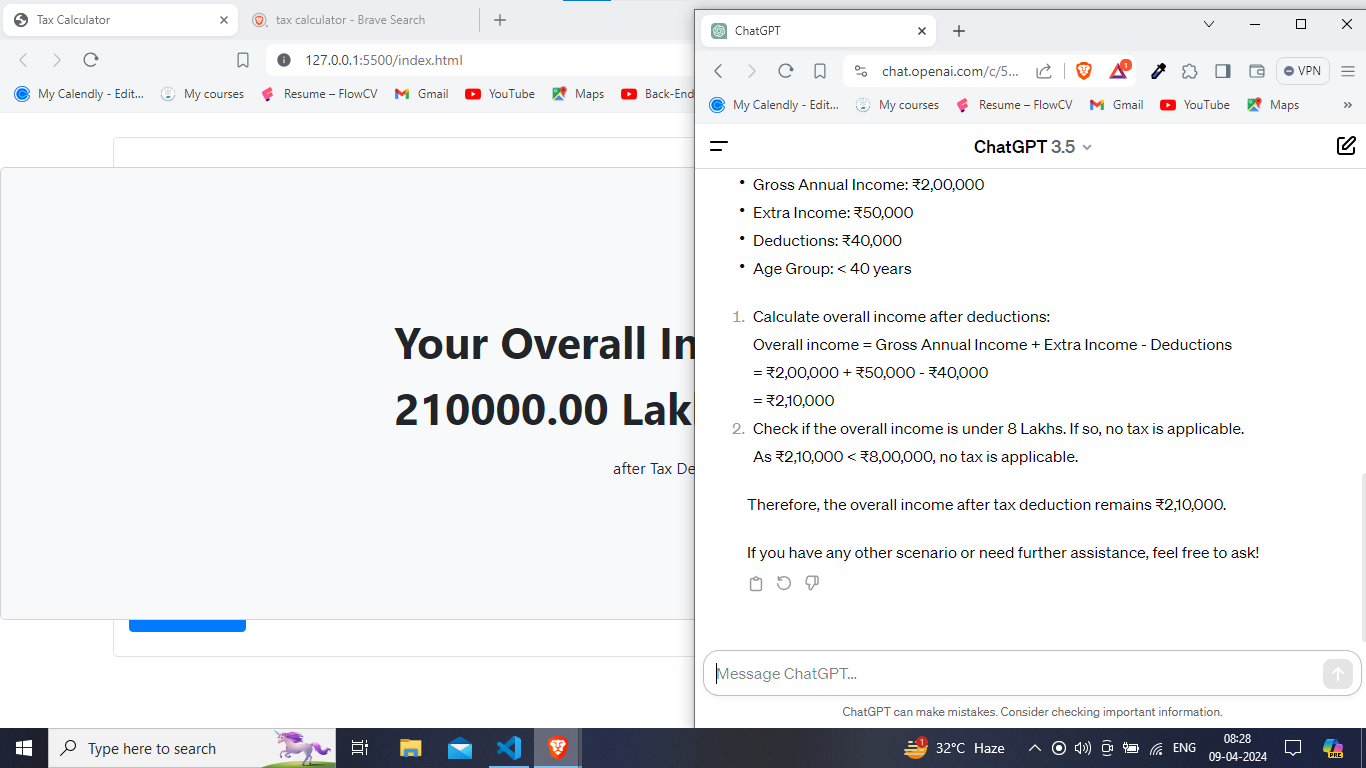 Tax Calculator
tax calculator - Brave Search
127.0.0.1:5500/index.html
My Calendly - Edit...
My courses
Resume – FlowCV
Gmail
YouTube
Maps
Back-End
Your Overall In
210000.00 Lak
after Tax De
ChatGPT
chat.openai.com/c/5...
1
VPN
My Calendly - Edit...
My courses
Resume – FlowCV
Gmail
YouTube
Maps
»
ChatGPT 3.5
• Gross Annual Income: ₹2,00,000
• Extra Income: ₹50,000
• Deductions: ₹40,000
• Age Group: < 40 years
1. Calculate overall income after deductions:
Overall income = Gross Annual Income + Extra Income - Deductions
= ₹2,00,000 + ₹50,000 - ₹40,000
= ₹2,10,000
2. Check if the overall income is under 8 Lakhs. If so, no tax is applicable.
As ₹2,10,000 < ₹8,00,000, no tax is applicable.
Therefore, the overall income after tax deduction remains ₹2,10,000.
If you have any other scenario or need further assistance, feel free to ask!
Message ChatGPT...
ChatGPT can make mistakes. Consider checking important information.
Type here to search
1
32°C Haze
ENG
08:28
09-04-2024
PRE